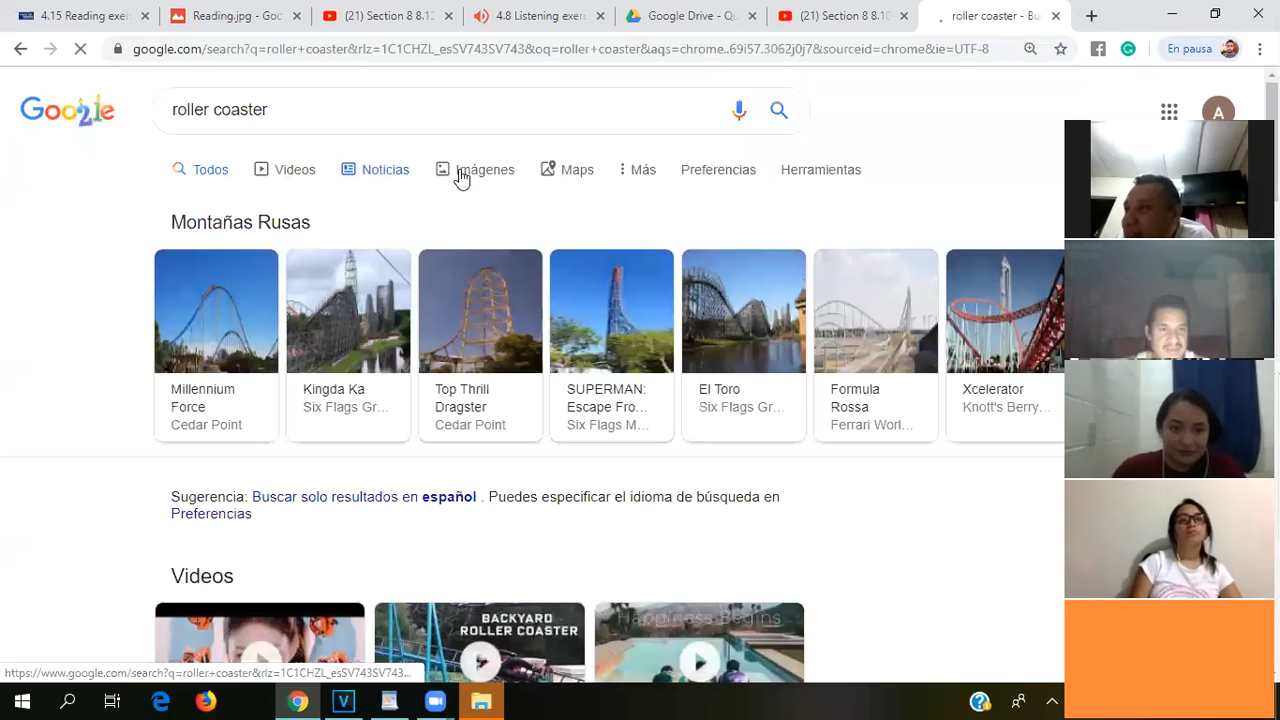 4.15 Reading exer
Reading.jpg - Goo
(21) Section 8 8.1
4.8 Listening exer
Google Drive - Qu
(21) Section 8 8.1
roller coaster - Bu
google.com/search?q=roller+coaster&rlz=1C1CHZL_esSV743SV743&oq=roller+coaster&aqs=chrome..69i57.3062j0j7&sourceid=chrome&ie=UTF-8
En pausa
Google
roller coaster
A
Todos
Videos
Noticias
Imágenes
Maps
Más
Preferencias
Herramientas
Montañas Rusas
Millennium
Force
Cedar Point
Kingda Ka
Six Flags Gr...
Top Thrill
Dragster
Cedar Point
SUPERMAN:
Escape Fro...
Six Flags M...
El Toro
Six Flags Gr...
Formula
Rossa
Ferrari Worl...
Xcelerator
Knott's Berry...
Sugerencia: Buscar solo resultados en español . Puedes especificar el idioma de búsqueda en
Preferencias
Videos
BACKYARD
ROLLER COASTER
Happiness Begins
https://www.google.com/search?q=roller+coaster&rlz=1C1CHZL_esSV743SV743...